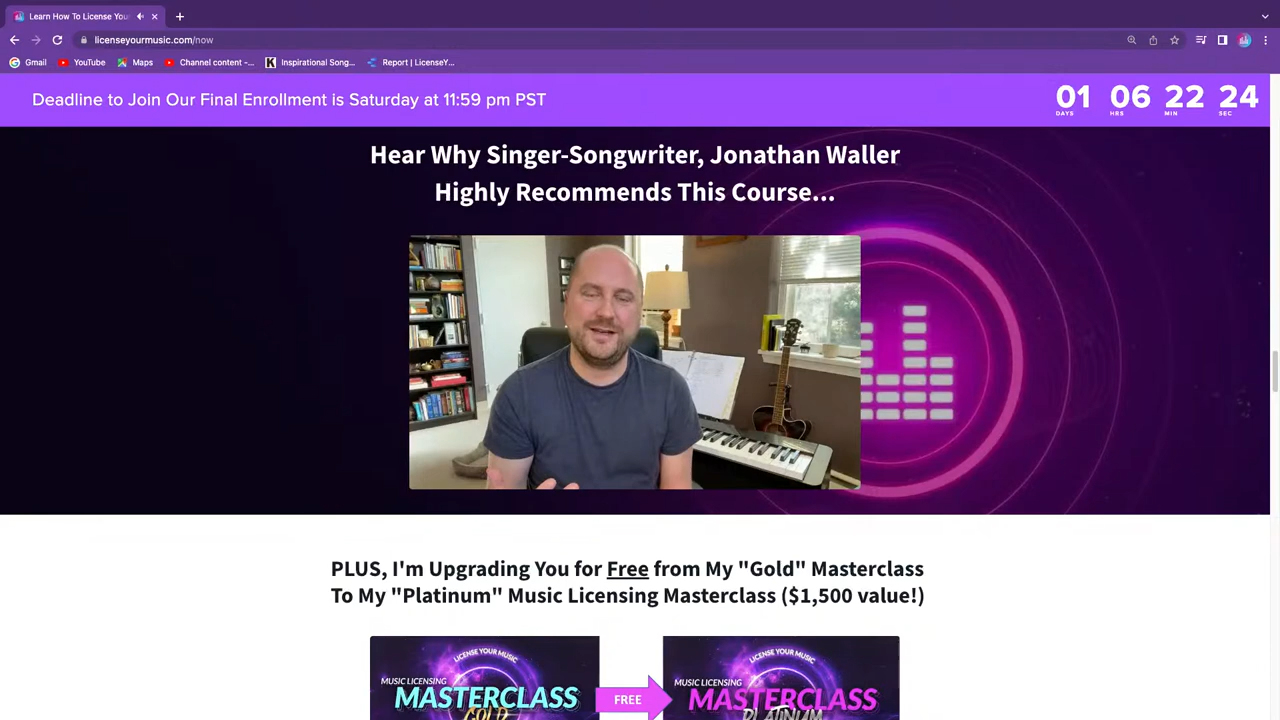 Learn How To License You
licenseyourmusic.com/now
Gmail
YouTube
Maps
Channel content -...
Inspirational Song...
Report | LicenseY...
Deadline to Join Our Final Enrollment is Saturday at 11:59 pm PST
01 06 22 24
DAYS HRS MIN SEC
Hear Why Singer-Songwriter, Jonathan Waller
Highly Recommends This Course...
PLUS, I'm Upgrading You for Free from My "Gold" Masterclass
To My "Platinum" Music Licensing Masterclass ($1,500 value!)
LICENSE YOUR MUSIC
MUSIC LICENSING
MASTERCLASS
GOLD
FREE
LICENSE YOUR MUSIC
MUSIC LICENSING
MASTERCLASS
PLATINUM